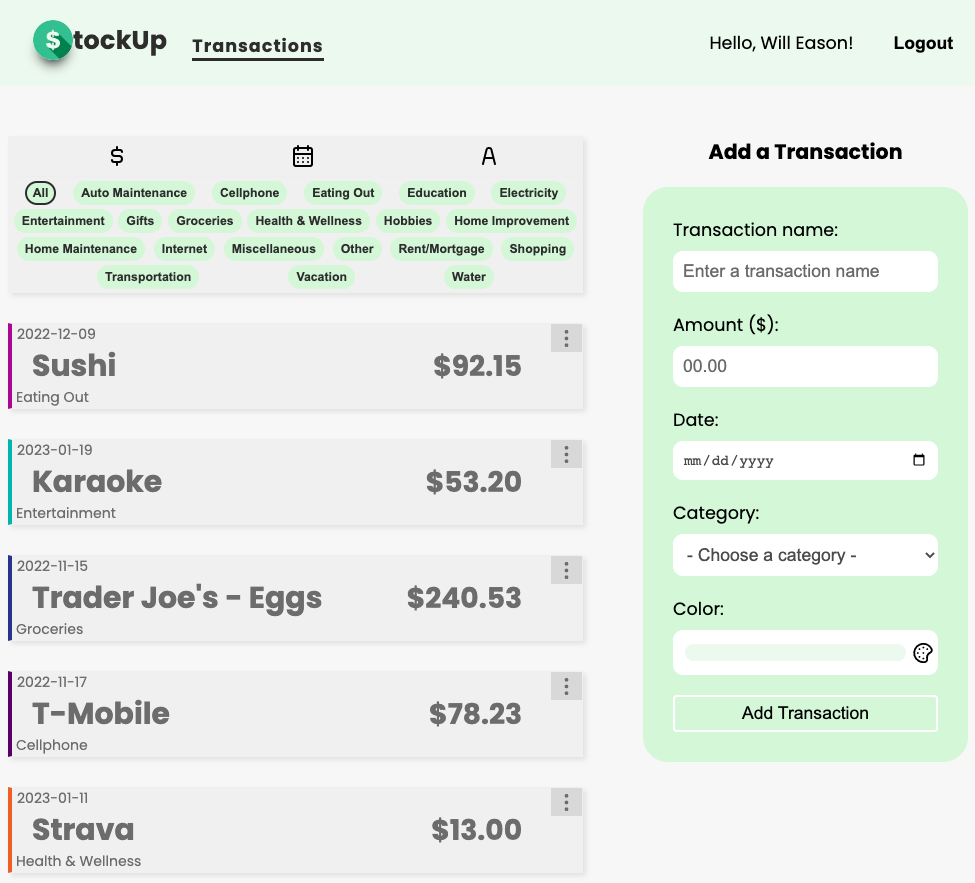 $tockUp Transactions Hello, Will Eason! Logout
$ A
All Auto Maintenance Cellphone Eating Out Education Electricity
Entertainment Gifts Groceries Health & Wellness Hobbies Home Improvement
Home Maintenance Internet Miscellaneous Other Rent/Mortgage Shopping
Transportation Vacation Water
2022-12-09
Sushi $92.15
Eating Out
2023-01-19
Karaoke $53.20
Entertainment
2022-11-15
Trader Joe's - Eggs $240.53
Groceries
2022-11-17
T-Mobile $78.23
Cellphone
2023-01-11
Strava $13.00
Health & Wellness
Add a Transaction
Transaction name:
Enter a transaction name
Amount ($):
00.00
Date:
mm/dd/yyyy
Category:
- Choose a category -
Color:
Add Transaction